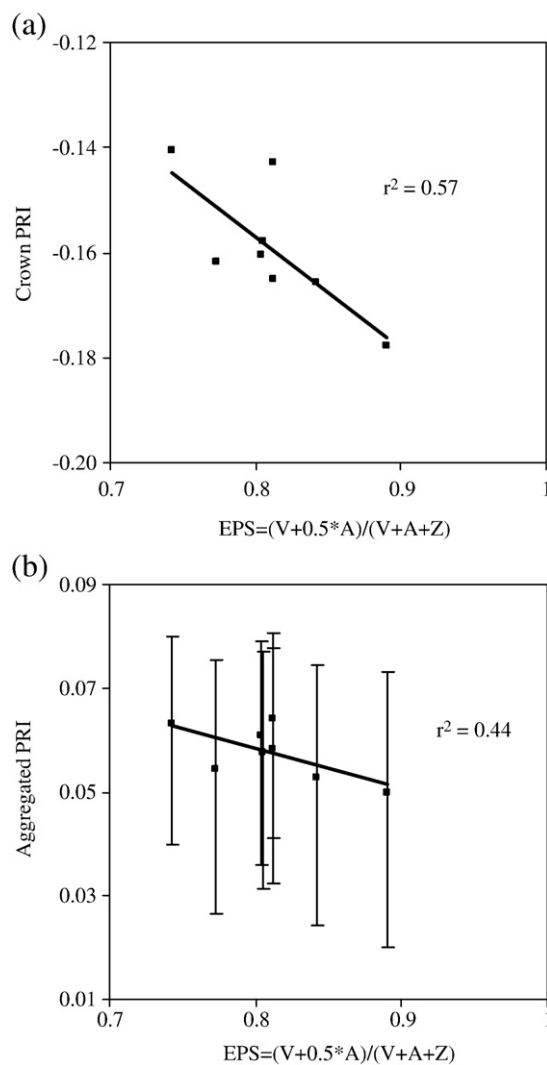 (a)
-0.12
-0.14
r² = 0.57
Crown PRI
-0.16
-0.18
-0.20
0.7 0.8 0.9 1
EPS=(V+0.5*A)/(V+A+Z)
(b)
0.09
0.07
r² = 0.44
Aggregated PRI
0.05
0.03
0.01
0.7 0.8 0.9 1
EPS=(V+0.5*A)/(V+A+Z)